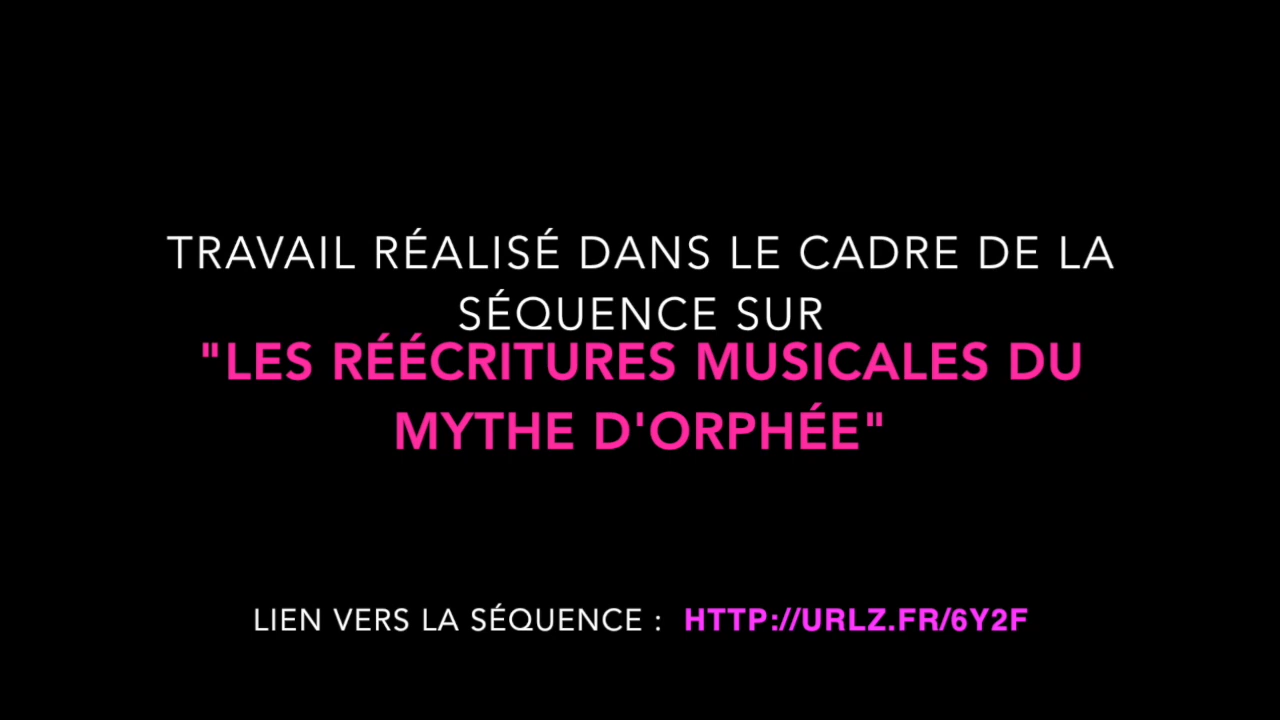 TRAVAIL RÉALISÉ DANS LE CADRE DE LA
SÉQUENCE SUR
"LES RÉÉCRITURES MUSICALES DU
MYTHE D'ORPHÉE"
LIEN VERS LA SÉQUENCE : HTTP://URLZ.FR/6Y2F